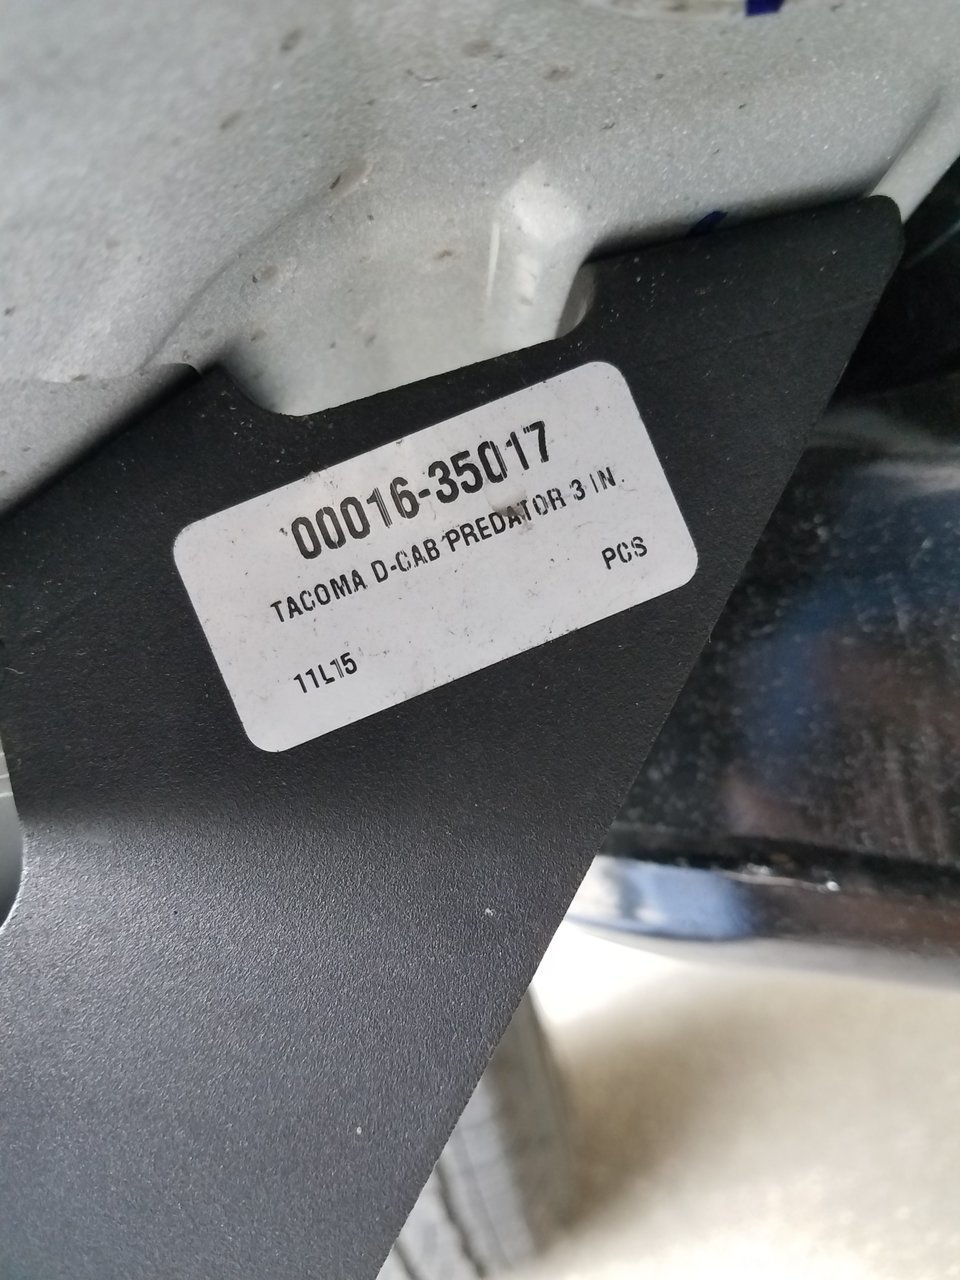 00016-35017
TACOMA D-CAB PREDATOR 3 IN.
PCS
11L15